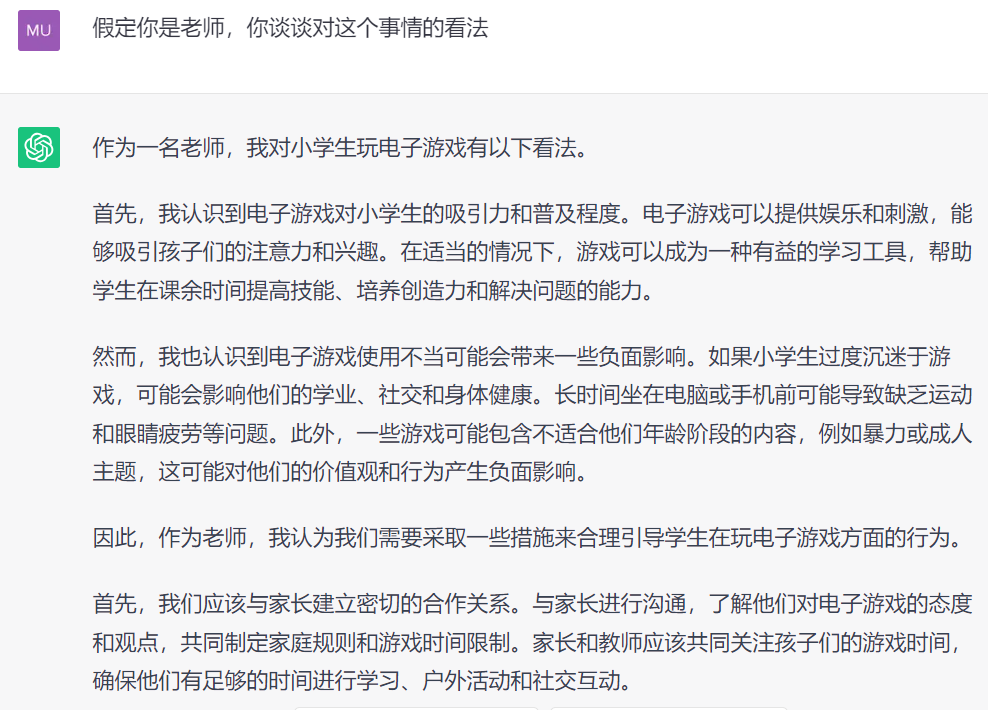 MU
假定你是老师，你谈谈对这个事情的看法
作为一名老师，我对小学生玩电子游戏有以下看法。
首先，我认识到电子游戏对小学生的吸引力和普及程度。电子游戏可以提供娱乐和刺激，能
够吸引孩子们的注意力和兴趣。在适当的情况下，游戏可以成为一种有益的学习工具，帮助
学生在课余时间提高技能、培养创造力和解决问题的能力。
然而，我也认识到电子游戏使用不当可能会带来一些负面影响。如果小学生过度沉迷于游
戏，可能会影响他们的学业、社交和身体健康。长时间坐在电脑或手机前可能导致缺乏运动
和眼睛疲劳等问题。此外，一些游戏可能包含不适合他们年龄阶段的内容，例如暴力或成人
主题，这可能对他们的价值观和行为产生负面影响。
因此，作为老师，我认为我们需要采取一些措施来合理引导学生在玩电子游戏方面的行为。
首先，我们应该与家长建立密切的合作关系。与家长进行沟通，了解他们对电子游戏的态度
和观点，共同制定家庭规则和游戏时间限制。家长和教师应该共同关注孩子们的游戏时间，
确保他们有足够的时间进行学习、户外活动和社交互动。